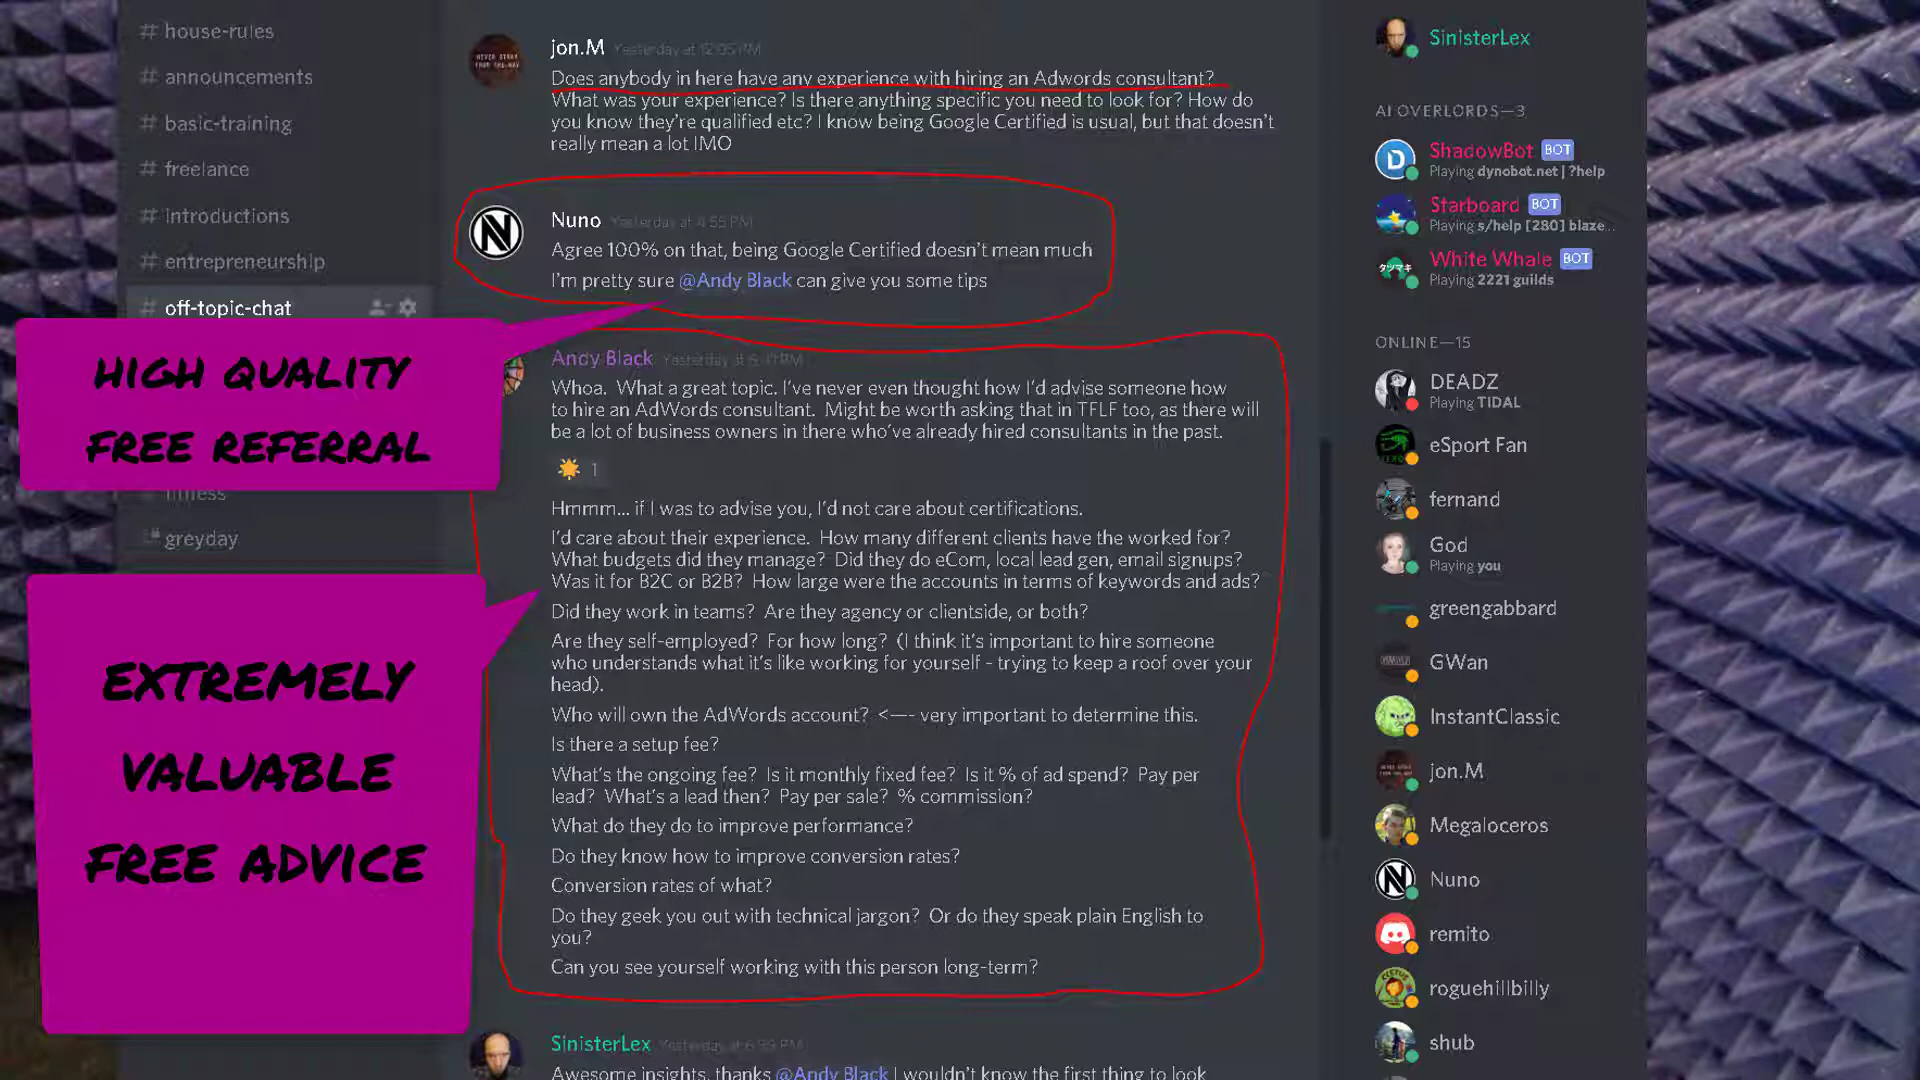 # house-rules
# announcements
# basic-training
# freelance
# introductions
# entrepreneurship
# off-topic-chat
fitness
greyday
HIGH QUALITY
FREE REFERRAL
EXTREMELY
VALUABLE
FREE ADVICE
jon.M Yesterday at 12:05 PM
Does anybody in here have any experience with hiring an Adwords consultant?
What was your experience? Is there anything specific you need to look for? How do
you know they're qualified etc? I know being Google Certified is usual, but that doesn't
really mean a lot IMO
Nuno Yesterday at 4:55 PM
Agree 100% on that, being Google Certified doesn't mean much
I'm pretty sure @Andy Black can give you some tips
Andy Black Yesterday at
Whoa. What a great topic. I've never even thought how I'd advise someone how
to hire an AdWords consultant. Might be worth asking that in TFLF too, as there will
be a lot of business owners in there who've already hired consultants in the past.
1
Hmmm... if I was to advise you, I'd not care about certifications.
I'd care about their experience. How many different clients have the worked for?
What budgets did they manage? Did they do eCom, local lead gen, email signups?
Was it for B2C or B2B? How large were the accounts in terms of keywords and ads?
Did they work in teams? Are they agency or clientside, or both?
Are they self-employed? For how long? (I think it's important to hire someone
who understands what it's like working for yourself - trying to keep a roof over your
head).
Who will own the AdWords account? <—- very important to determine this.
Is there a setup fee?
What's the ongoing fee? Is it monthly fixed fee? Is it % of ad spend? Pay per
lead? What's a lead then? Pay per sale? % commission?
What do they do to improve performance?
Do they know how to improve conversion rates?
Conversion rates of what?
Do they geek you out with technical jargon? Or do they speak plain English to
you?
Can you see yourself working with this person long-term?
SinisterLex Yesterday at
Awesome insights, thanks @Andy Black I wouldn't know the first thing to look
SinisterLex
AI OVERLORDS—3
ShadowBot BOT
Playing dynobot.net | ?help
Starboard BOT
Playing s/help [280] blaze...
White Whale BOT
Playing 2221 guilds
ONLINE—15
DEADZ
Playing TIDAL
eSport Fan
fernand
God
Playing you
greengabbard
GWan
InstantClassic
jon.M
Megaloceros
Nuno
remito
roguehillbilly
shub